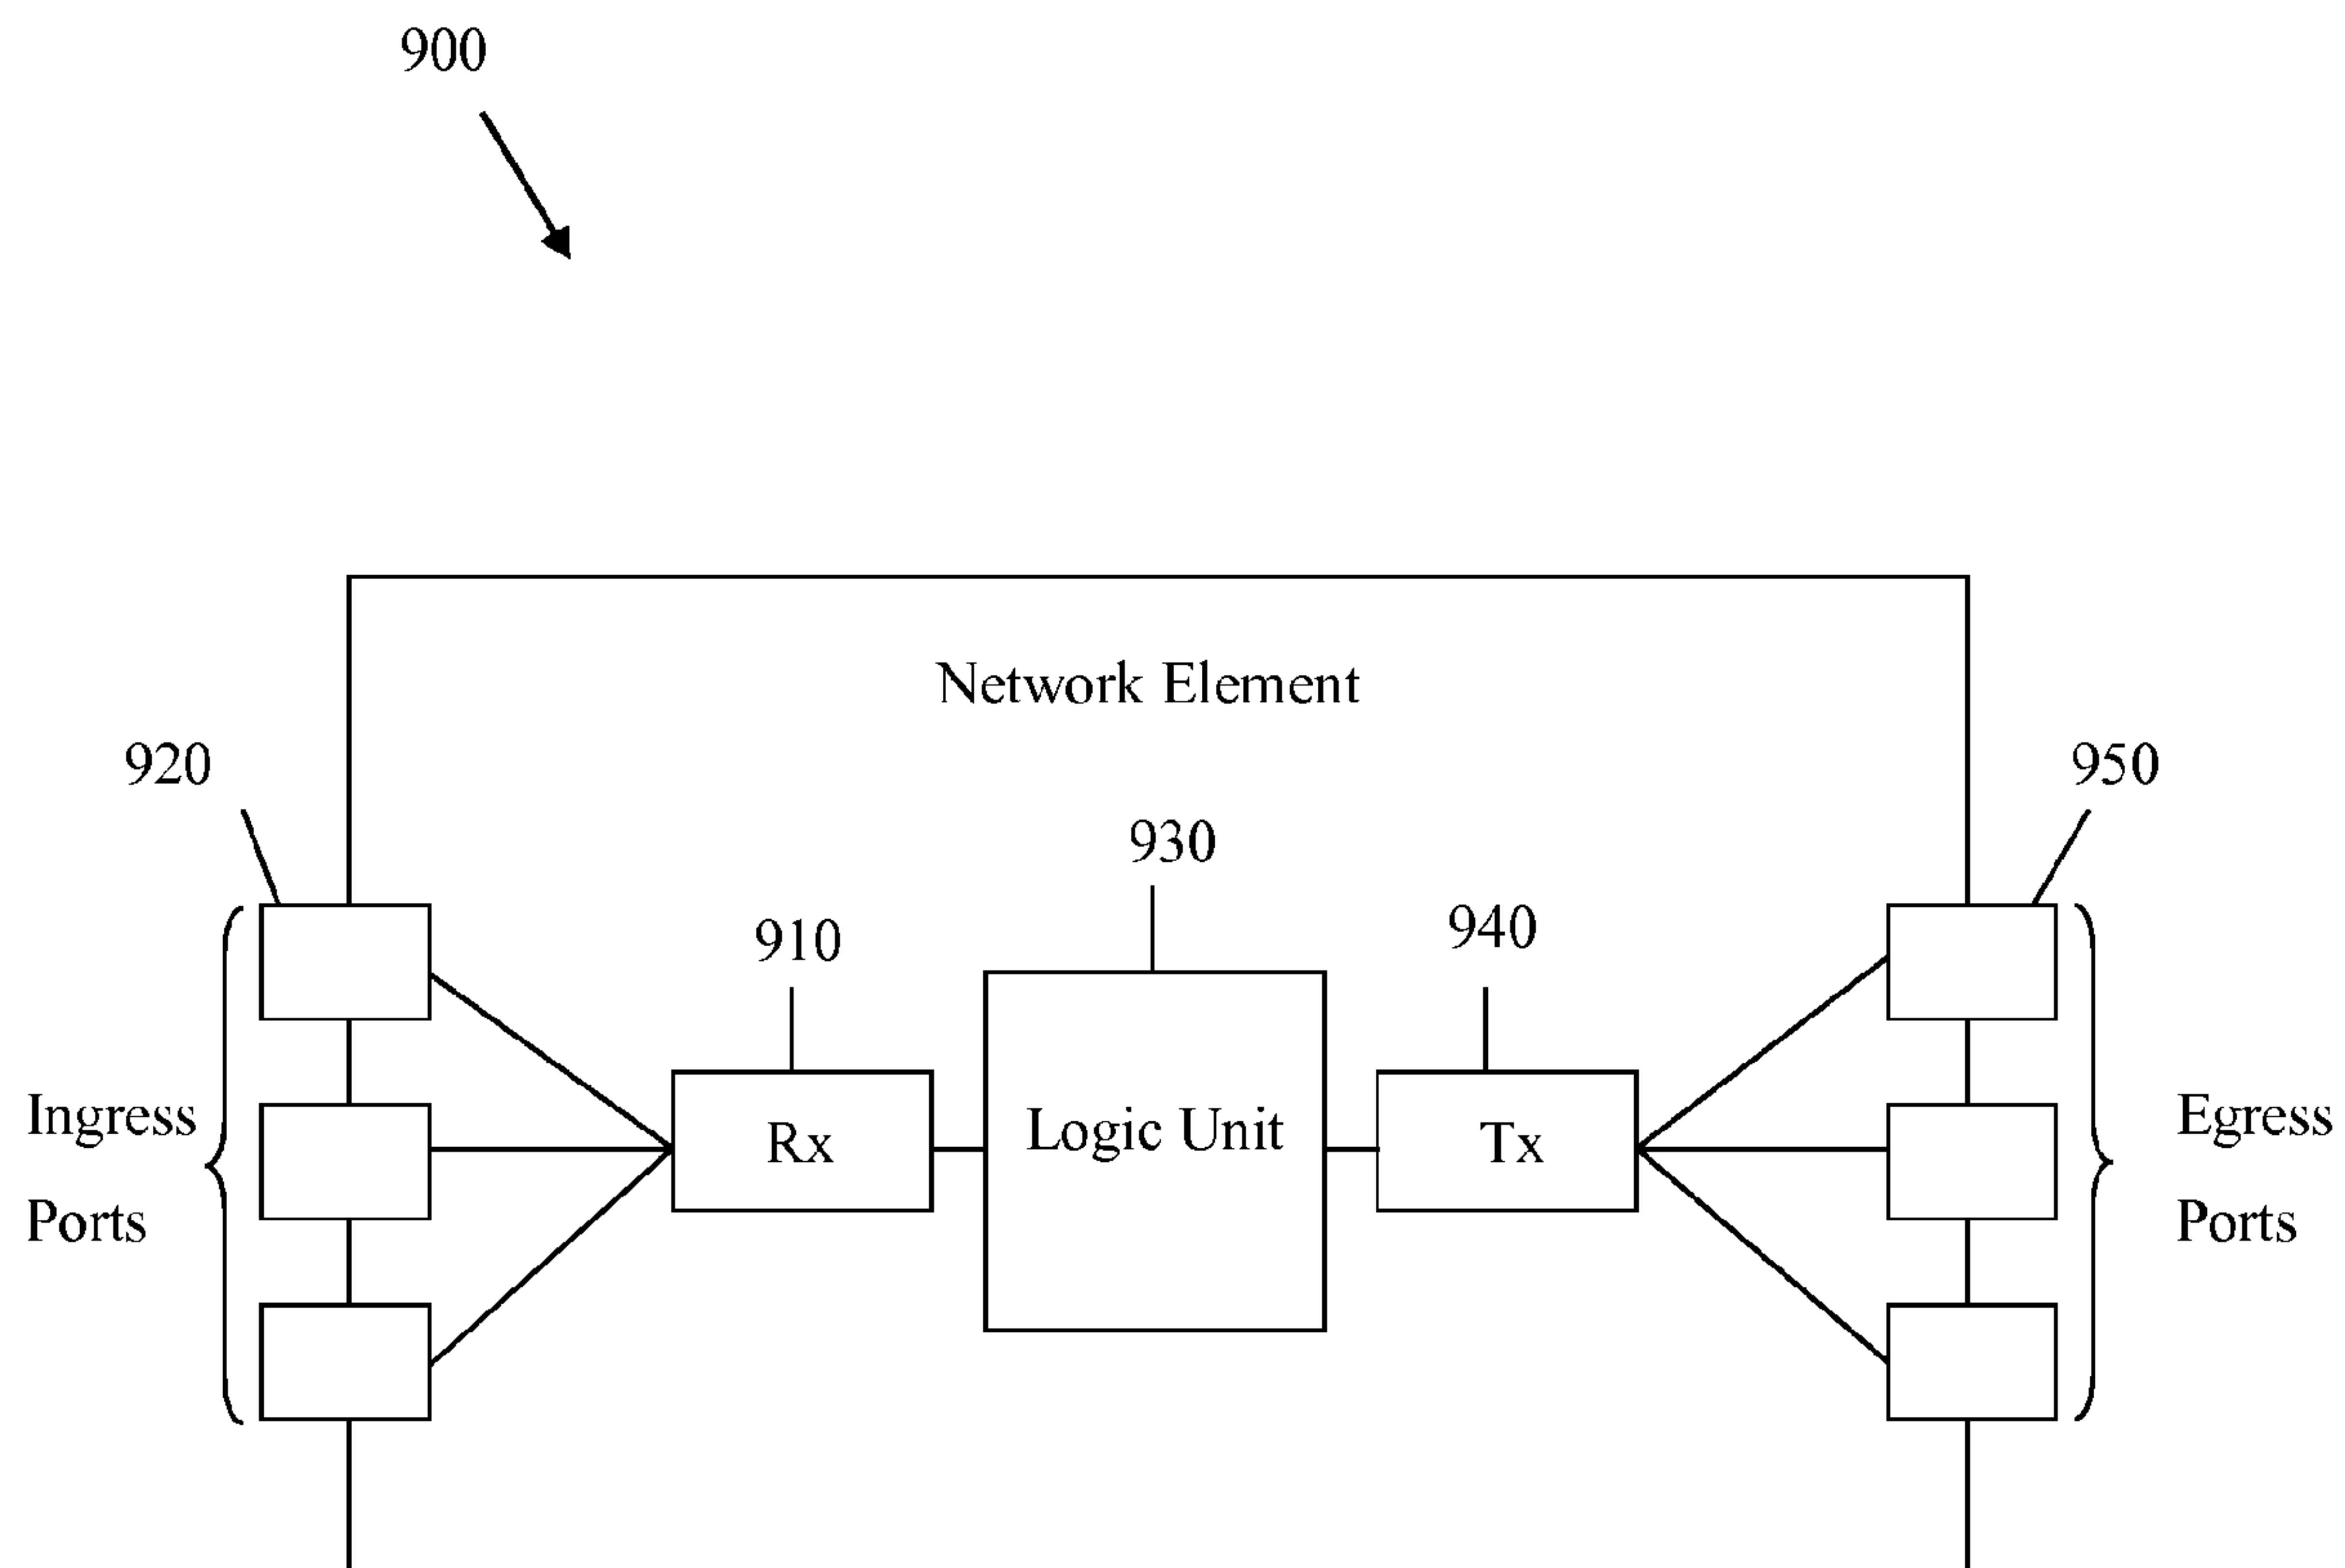 900
Network Element
920
950
930
910
940
Ingress
Ports
Rx
Logic Unit
Tx
Egress
Ports